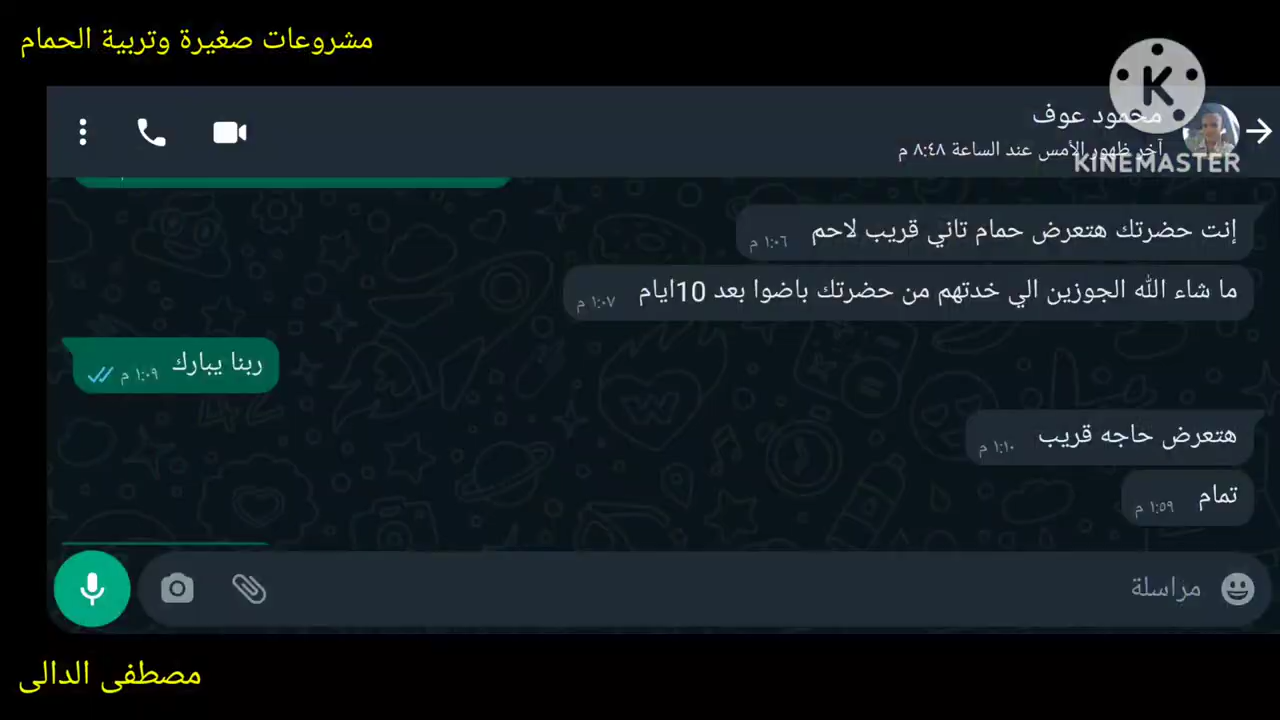 مشروعات صغيرة وتربية الحمام
محمود عوف
آخر ظهور الأمس عند الساعة ٨:٤٨ م
KINEMASTER
إنت حضرتك هتعرض حمام تاني قريب لاحم ١:٠٦ م
ما شاء الله الجوزين الي خدتهم من حضرتك باضوا بعد 10ايام ١:٠٧ م
ربنا يبارك ١:٠٩ م
هتعرض حاجه قريب ١:١٠ م
تمام ١:٥٩ م
مراسلة
مصطفى الدالى